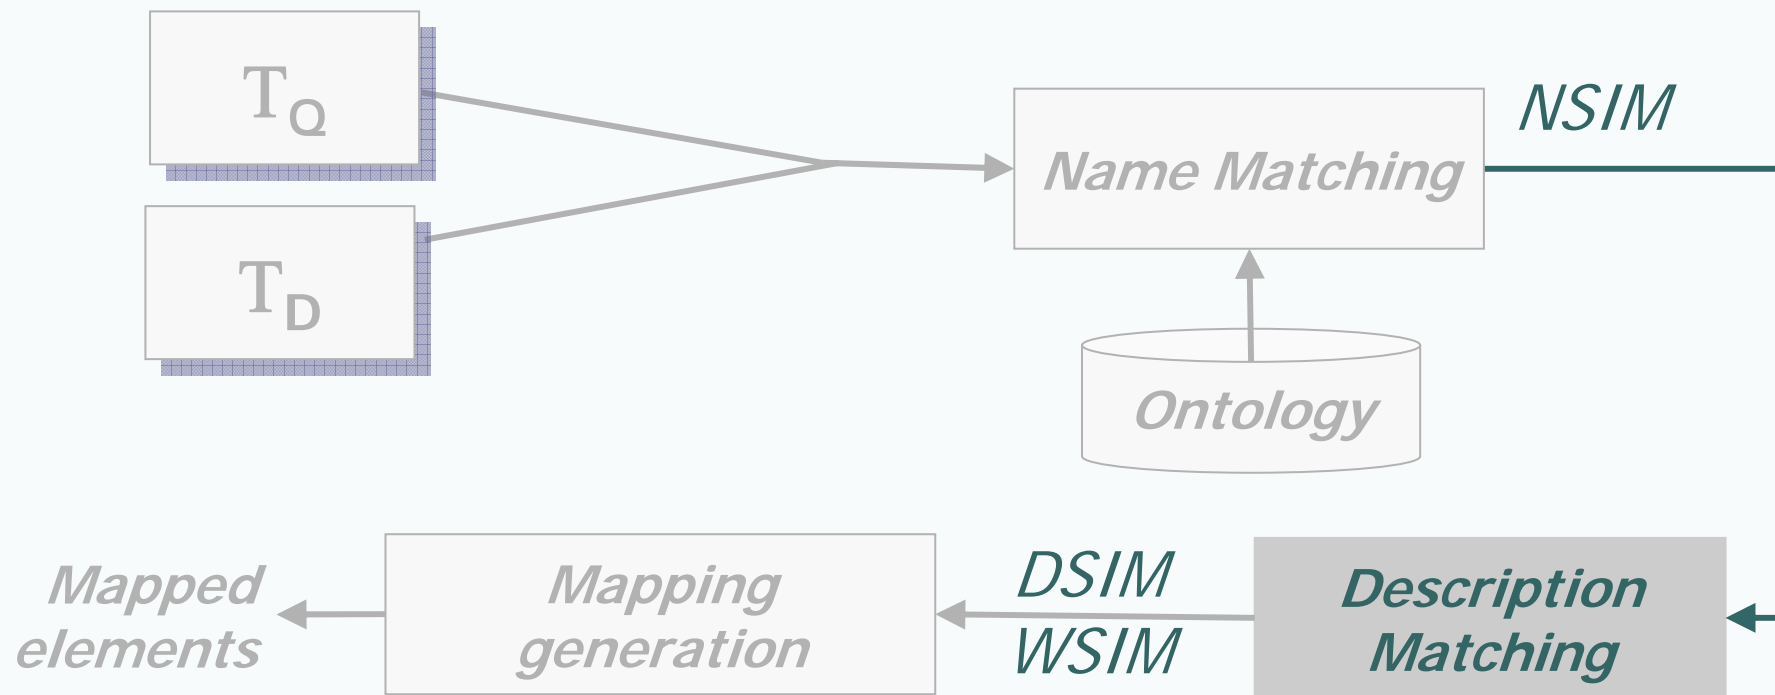 TQ
NSIM
Name Matching
TD
Ontology
Mapped
elements
Mapping
generation
DSIM
WSIM
Description
Matching